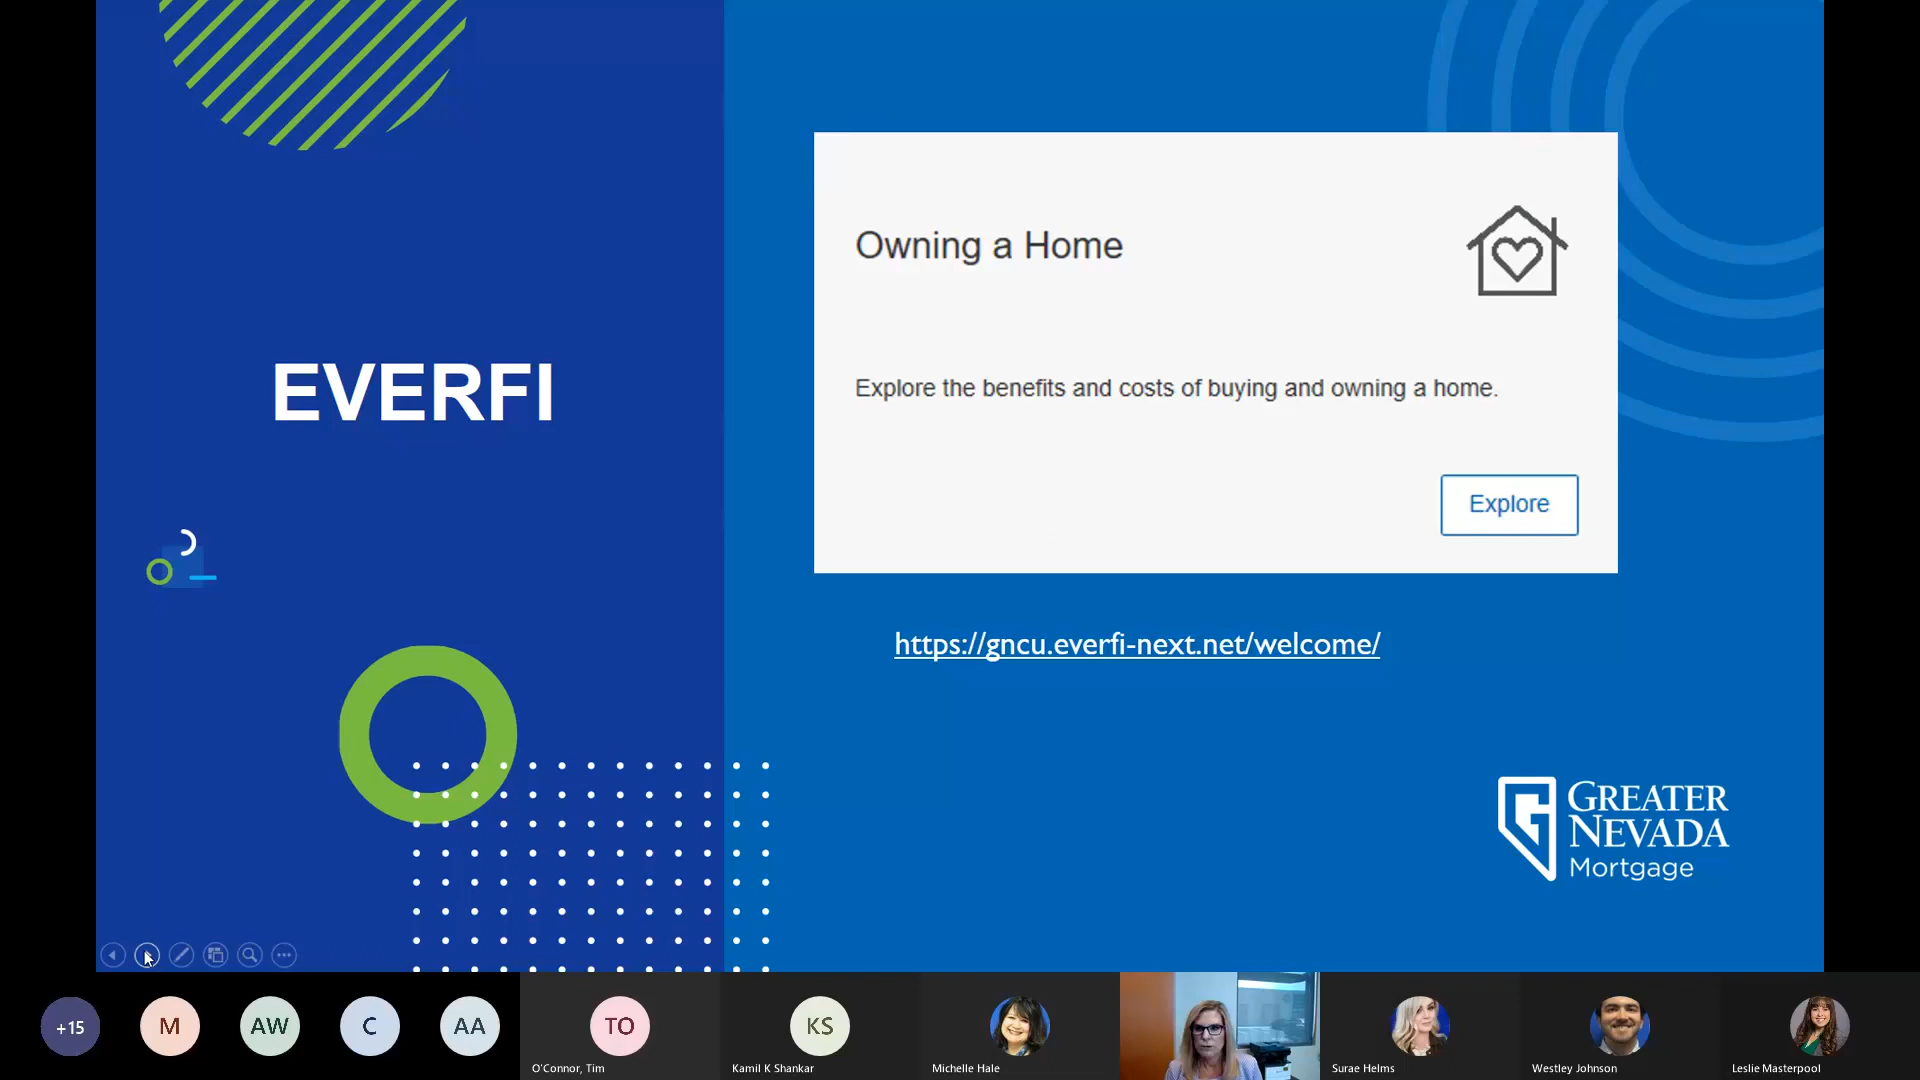 EVERFI
Owning a Home
Explore the benefits and costs of buying and owning a home.
Explore
https://gncu.everfi-next.net/welcome/
GREATER
NEVADA
Mortgage
+15
M
AW
C
AA
TO
KS
O'Connor, Tim
Kamil K Shankar
Michelle Hale
Surae Helms
Westley Johnson
Leslie Masterpool